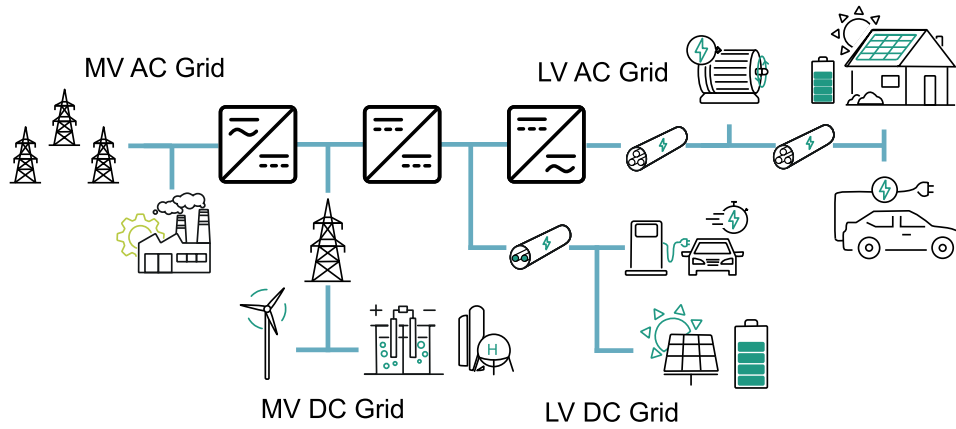 MV AC Grid
LV AC Grid
+ −
H
MV DC Grid
LV DC Grid